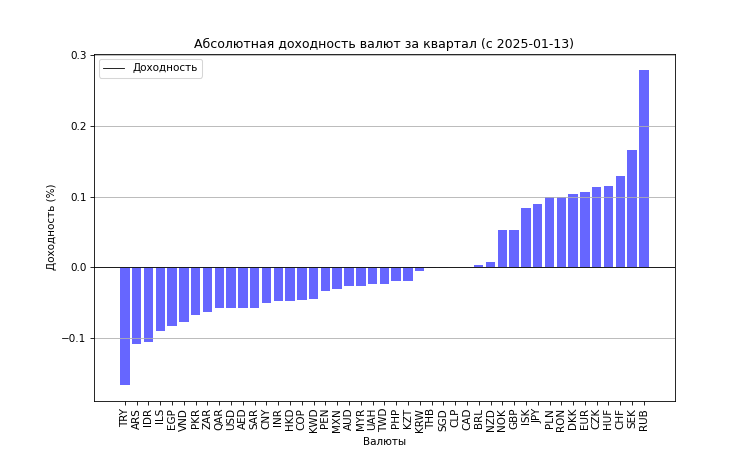 Абсолютная доходность валют за квартал (с 2025-01-13)
Доходность
Доходность (%)
0.3
0.2
0.1
0.0
−0.1
TRY
ARS
IDR
ILS
EGP
VND
PKR
ZAR
QAR
USD
AED
SAR
CNY
INR
HKD
COP
KWD
PEN
MXN
AUD
MYR
UAH
TWD
PHP
KZT
KRW
THB
SGD
CLP
CAD
BRL
NZD
NOK
GBP
ISK
JPY
PLN
RON
DKK
EUR
CZK
HUF
CHF
SEK
RUB
Валюты